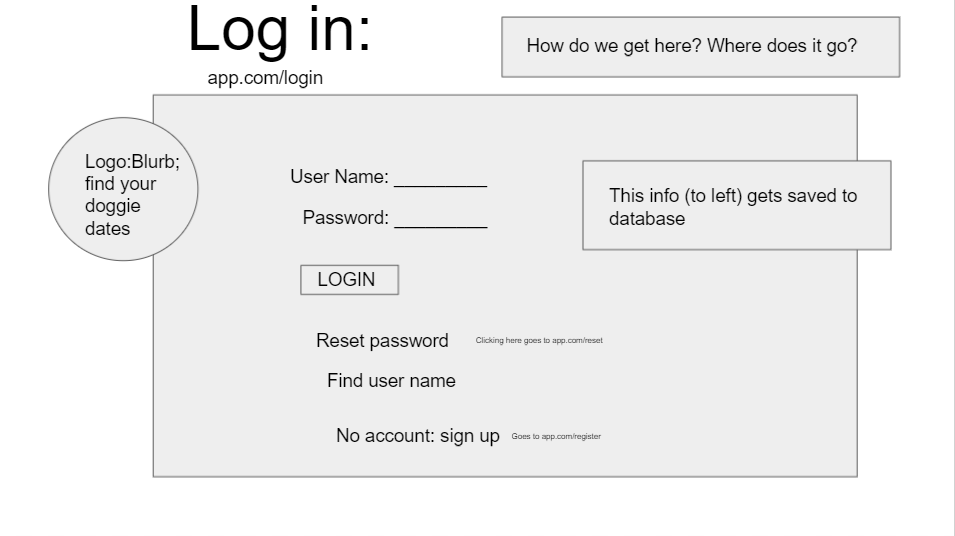 Log in:
How do we get here? Where does it go?
app.com/login
Logo:Blurb;
find your
doggie
dates
User Name: _________
Password: _________
This info (to left) gets saved to
database
LOGIN
Reset password
Clicking here goes to app.com/reset
Find user name
No account: sign up
Goes to app.com/register